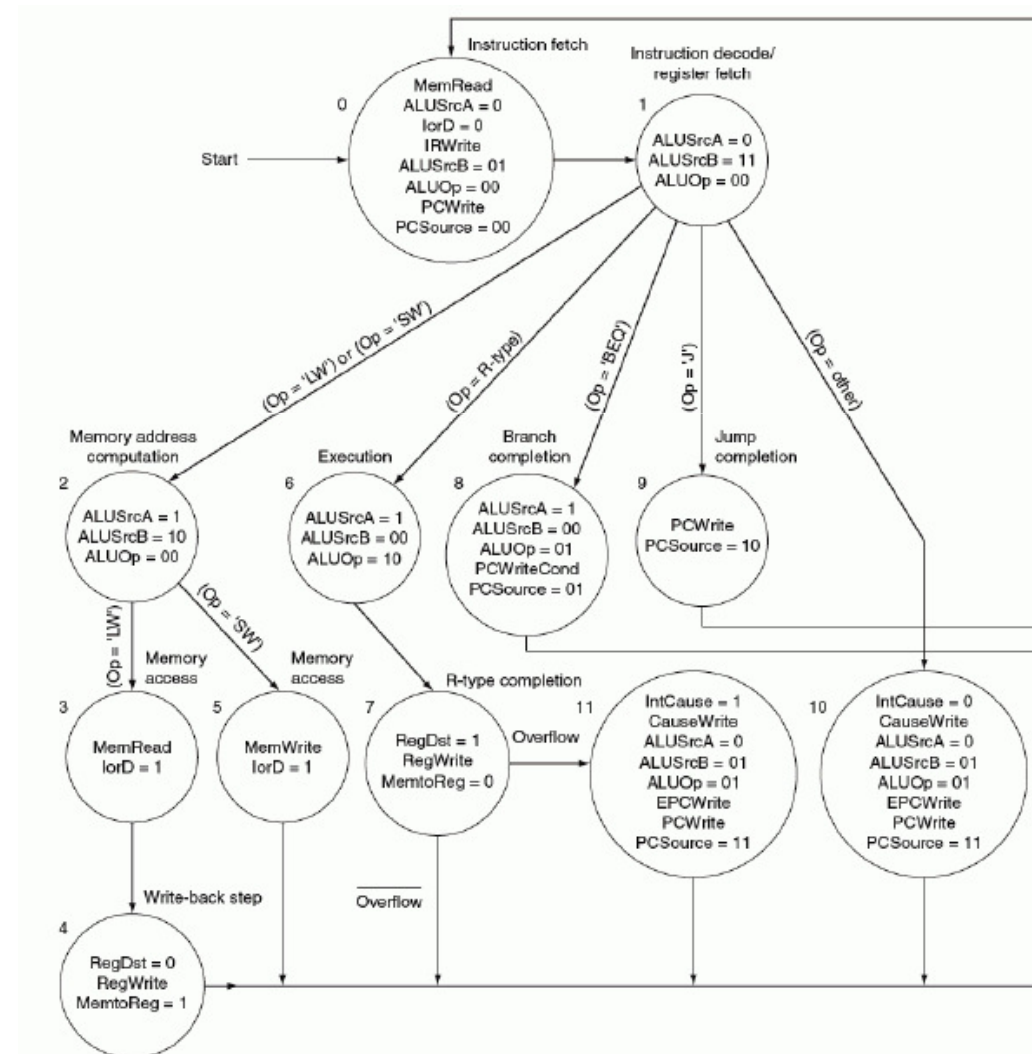 Instruction fetch
0
MemRead
ALUSrcA = 0
IorD = 0
IRWrite
ALUSrcB = 01
ALUOp = 00
PCWrite
PCSource = 00
Start
Instruction decode/
register fetch
1
ALUSrcA = 0
ALUSrcB = 11
ALUOp = 00
(Op = 'LW') or (Op = 'SW')
(Op = R-type)
(Op = 'BEQ')
(Op = 'J')
(Op = other)
Memory address
computation
2
ALUSrcA = 1
ALUSrcB = 10
ALUOp = 00
Execution
6
ALUSrcA = 1
ALUSrcB = 00
ALUOp = 10
Branch
completion
8
ALUSrcA = 1
ALUSrcB = 00
ALUOp = 01
PCWriteCond
PCSource = 01
Jump
completion
9
PCWrite
PCSource = 10
(Op = 'LW')
(Op = 'SW')
Memory
access
3
MemRead
IorD = 1
Memory
access
5
MemWrite
IorD = 1
R-type completion
7
RegDst = 1
RegWrite
MemtoReg = 0
Overflow
Overflow
11
IntCause = 1
CauseWrite
ALUSrcA = 0
ALUSrcB = 01
ALUOp = 01
EPCWrite
PCWrite
PCSource = 11
10
IntCause = 0
CauseWrite
ALUSrcA = 0
ALUSrcB = 01
ALUOp = 01
EPCWrite
PCWrite
PCSource = 11
Write-back step
4
RegDst = 0
RegWrite
MemtoReg = 1